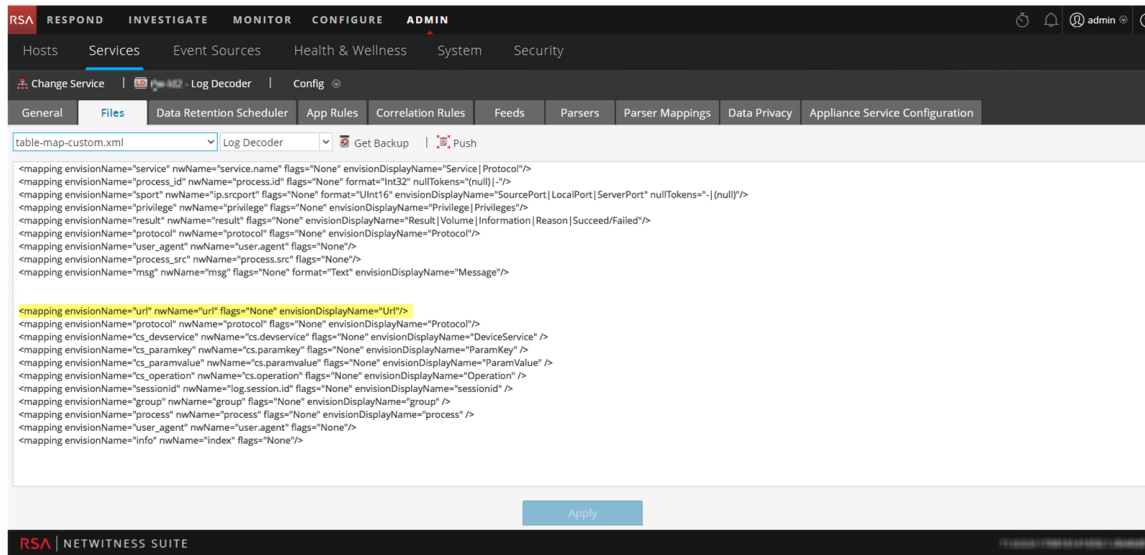 RSA RESPOND INVESTIGATE MONITOR CONFIGURE ADMIN admin
Hosts Services Event Sources Health & Wellness System Security
Change Service | LD - Log Decoder | Config
General Files Data Retention Scheduler App Rules Correlation Rules Feeds Parsers Parser Mappings Data Privacy Appliance Service Configuration
table-map-custom.xml Log Decoder Get Backup | Push
<mapping envisionName="service" nwName="service.name" flags="None" envisionDisplayName="Service|Protocol"/>
<mapping envisionName="process_id" nwName="process.id" flags="None" format="Int32" nullTokens="(null)|-"/>
<mapping envisionName="sport" nwName="ip.srcport" flags="None" format="UInt16" envisionDisplayName="SourcePort|LocalPort|ServerPort" nullTokens="-|(null)"/>
<mapping envisionName="privilege" nwName="privilege" flags="None" envisionDisplayName="Privilege|Privileges"/>
<mapping envisionName="result" nwName="result" flags="None" envisionDisplayName="Result|Volume|Information|Reason|Succeed/Failed"/>
<mapping envisionName="protocol" nwName="protocol" flags="None" envisionDisplayName="Protocol"/>
<mapping envisionName="user_agent" nwName="user.agent" flags="None"/>
<mapping envisionName="process_src" nwName="process.src" flags="None"/>
<mapping envisionName="msg" nwName="msg" flags="None" format="Text" envisionDisplayName="Message"/>
<mapping envisionName="url" nwName="url" flags="None" envisionDisplayName="Url"/>
<mapping envisionName="protocol" nwName="protocol" flags="None" envisionDisplayName="Protocol"/>
<mapping envisionName="cs_devservice" nwName="cs.devservice" flags="None" envisionDisplayName="DeviceService" />
<mapping envisionName="cs_paramkey" nwName="cs.paramkey" flags="None" envisionDisplayName="ParamKey" />
<mapping envisionName="cs_paramvalue" nwName="cs.paramvalue" flags="None" envisionDisplayName="ParamValue" />
<mapping envisionName="cs_operation" nwName="cs.operation" flags="None" envisionDisplayName="Operation" />
<mapping envisionName="sessionid" nwName="log.session.id" flags="None" envisionDisplayName="sessionid" />
<mapping envisionName="group" nwName="group" flags="None" envisionDisplayName="group" />
<mapping envisionName="process" nwName="process" flags="None" envisionDisplayName="process" />
<mapping envisionName="user_agent" nwName="user.agent" flags="None"/>
<mapping envisionName="info" nwName="index" flags="None"/>
Apply
RSA | NETWITNESS SUITE